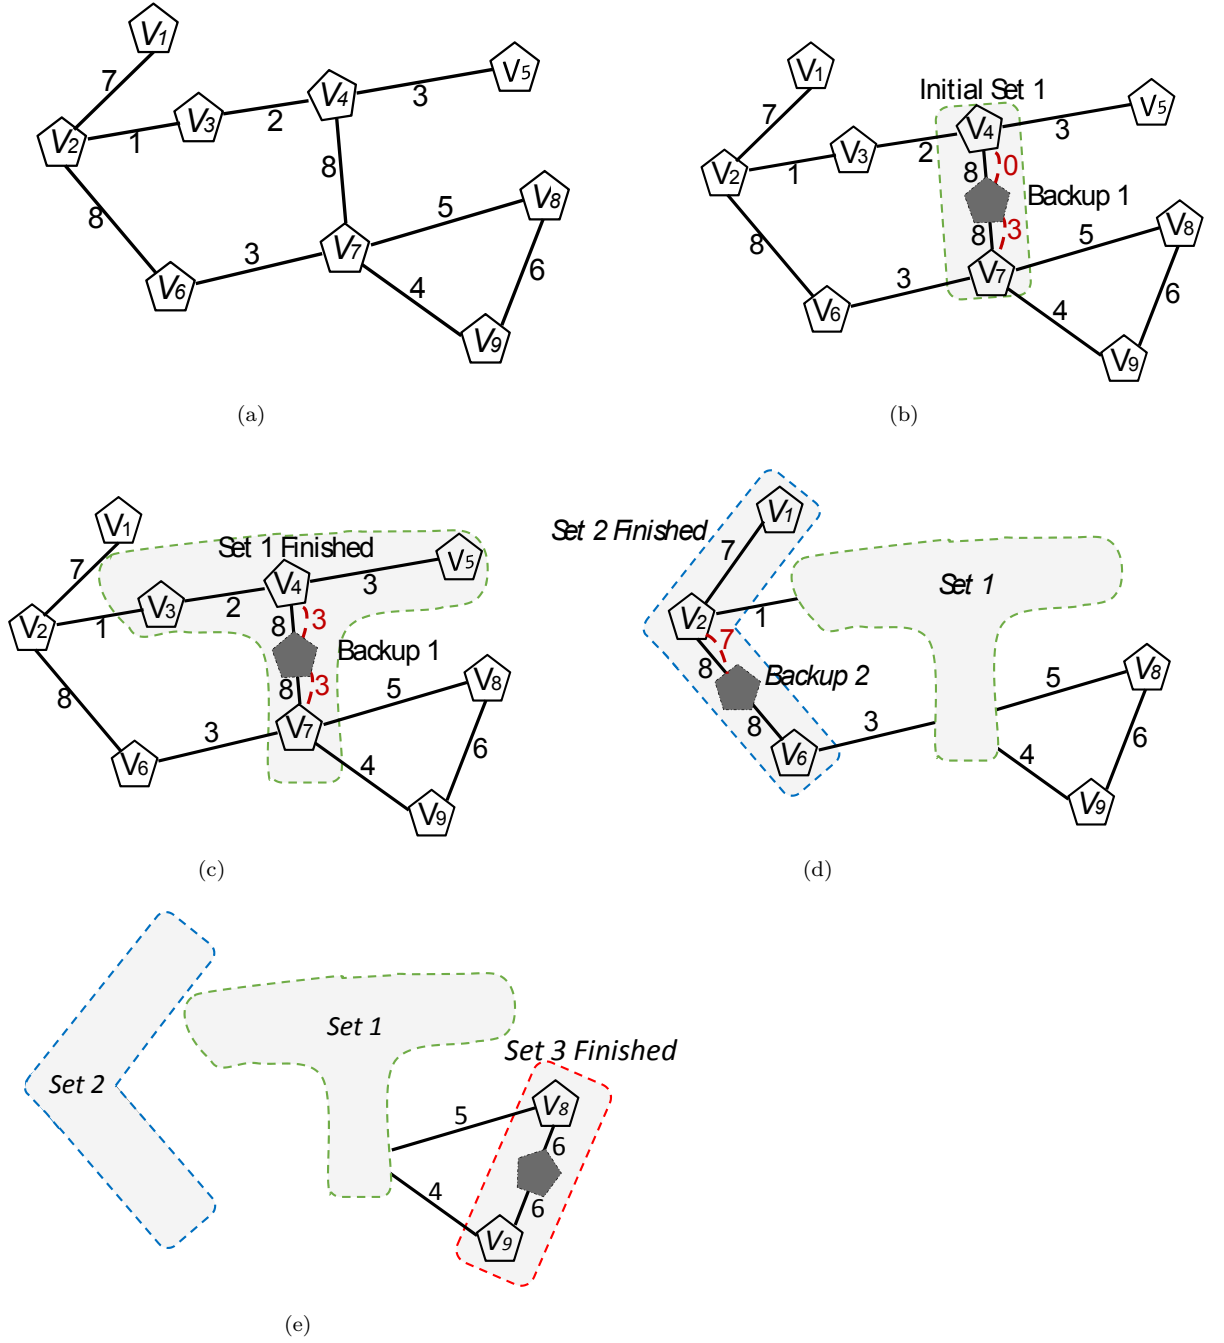 V1
7
V4
V5
3
V3
2
V2
1
8
8
V8
5
V7
3
6
V6
4
V9
(a)
V1
Initial Set 1
7
V4
V5
3
V3
2
V2
1
8
0
Backup 1
8
3
V8
5
8
V7
3
6
V6
4
V9
(b)
V1
Set 1 Finished
V5
7
V4
3
V3
2
V2
1
8
3
Backup 1
8
3
V8
5
8
V7
3
6
V6
4
V9
(c)
V1
Set 2 Finished
7
Set 1
V2
1
7
8
Backup 2
V8
5
8
3
V6
6
4
V9
(d)
Set 1
Set 3 Finished
Set 2
V8
5
6
4
6
V9
(e)